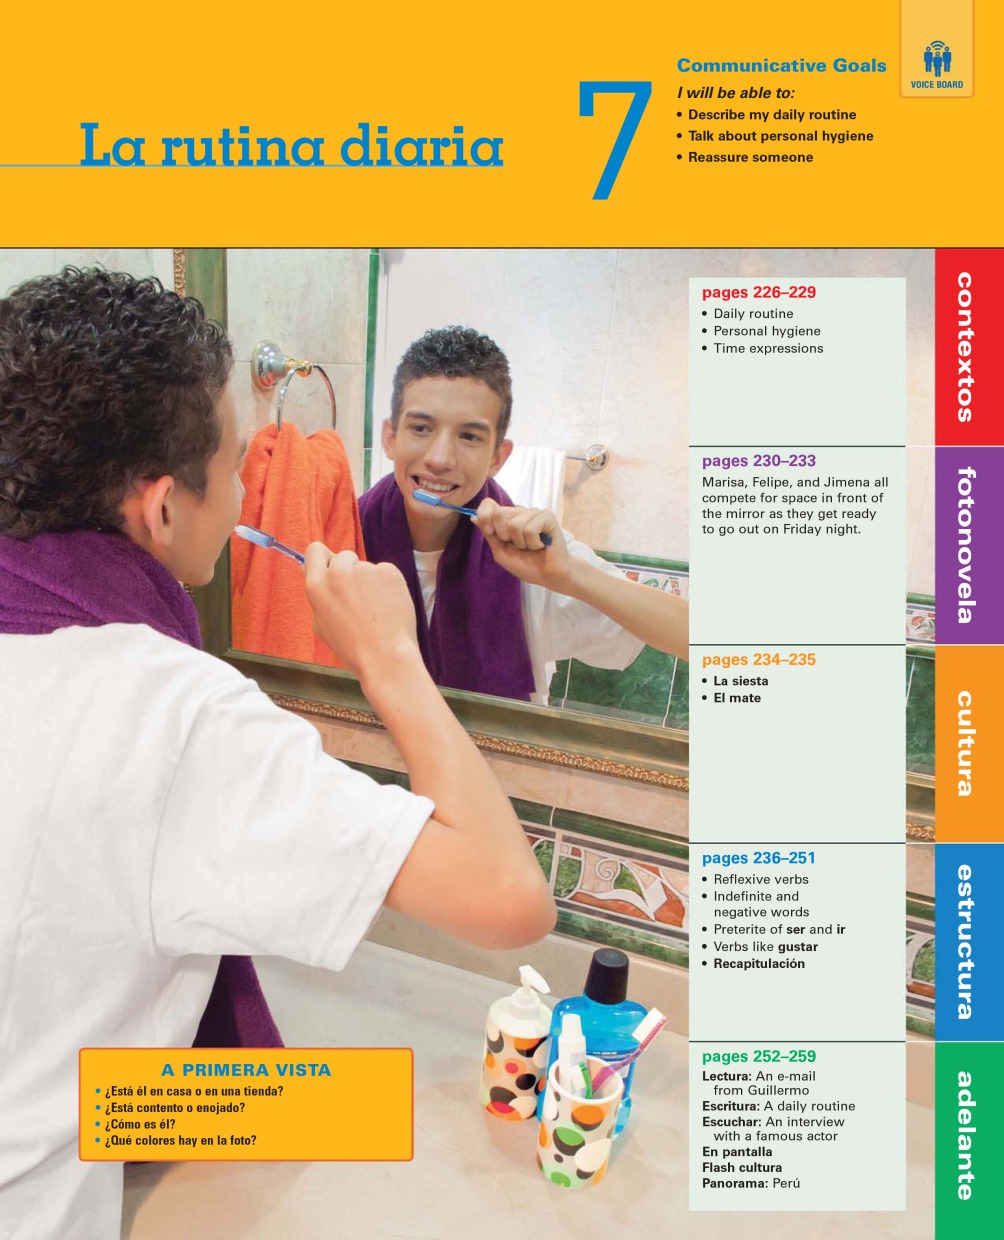 La rutina diaria
7
Communicative Goals
I will be able to:
• Describe my daily routine
• Talk about personal hygiene
• Reassure someone
VOICE BOARD
pages 226–229
• Daily routine
• Personal hygiene
• Time expressions
contextos
pages 230–233
Marisa, Felipe, and Jimena all
compete for space in front of
the mirror as they get ready
to go out on Friday night.
fotonovela
pages 234–235
• La siesta
• El mate
cultura
pages 236–251
• Reflexive verbs
• Indefinite and
negative words
• Preterite of ser and ir
• Verbs like gustar
• Recapitulación
estructura
pages 252–259
Lectura: An e-mail
from Guillermo
Escritura: A daily routine
Escuchar: An interview
with a famous actor
En pantalla
Flash cultura
Panorama: Perú
adelante
A PRIMERA VISTA
• ¿Está él en casa o en una tienda?
• ¿Está contento o enojado?
• ¿Cómo es él?
• ¿Qué colores hay en la foto?